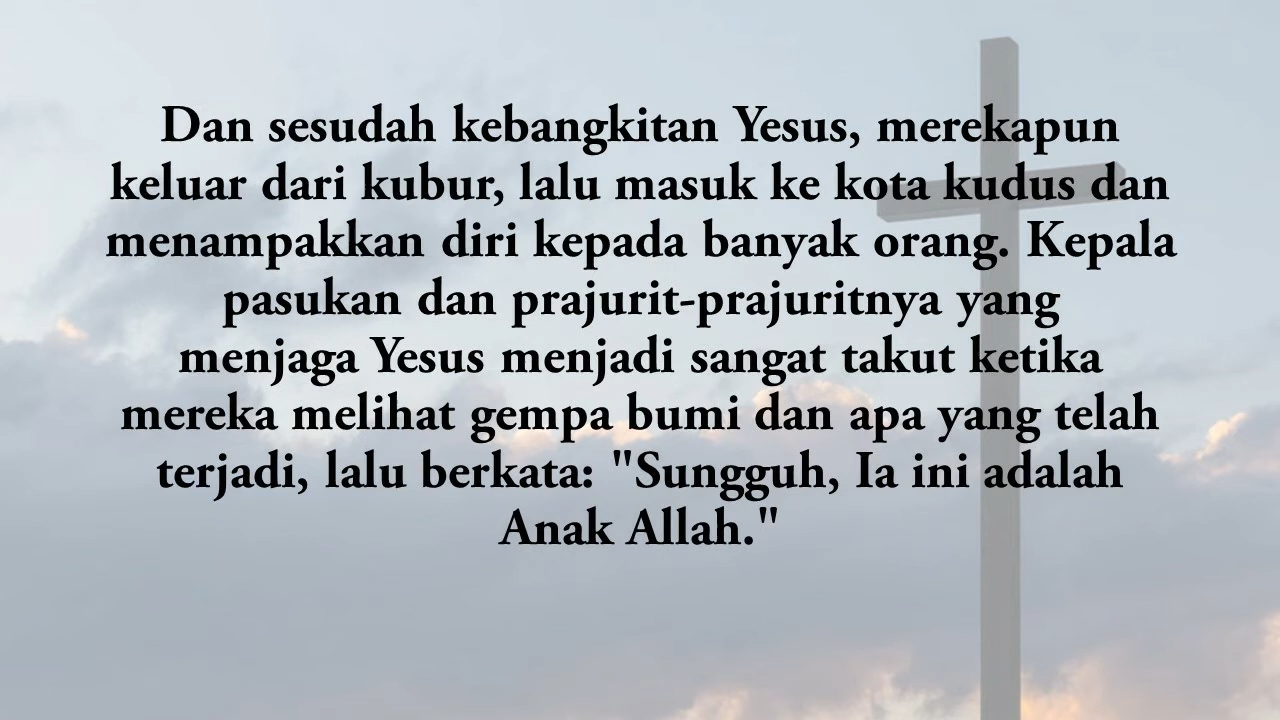 Dan sesudah kebangkitan Yesus, merekapun
keluar dari kubur, lalu masuk ke kota kudus dan
menampakkan diri kepada banyak orang. Kepala
pasukan dan prajurit-prajuritnya yang
menjaga Yesus menjadi sangat takut ketika
mereka melihat gempa bumi dan apa yang telah
terjadi, lalu berkata: "Sungguh, Ia ini adalah
Anak Allah."